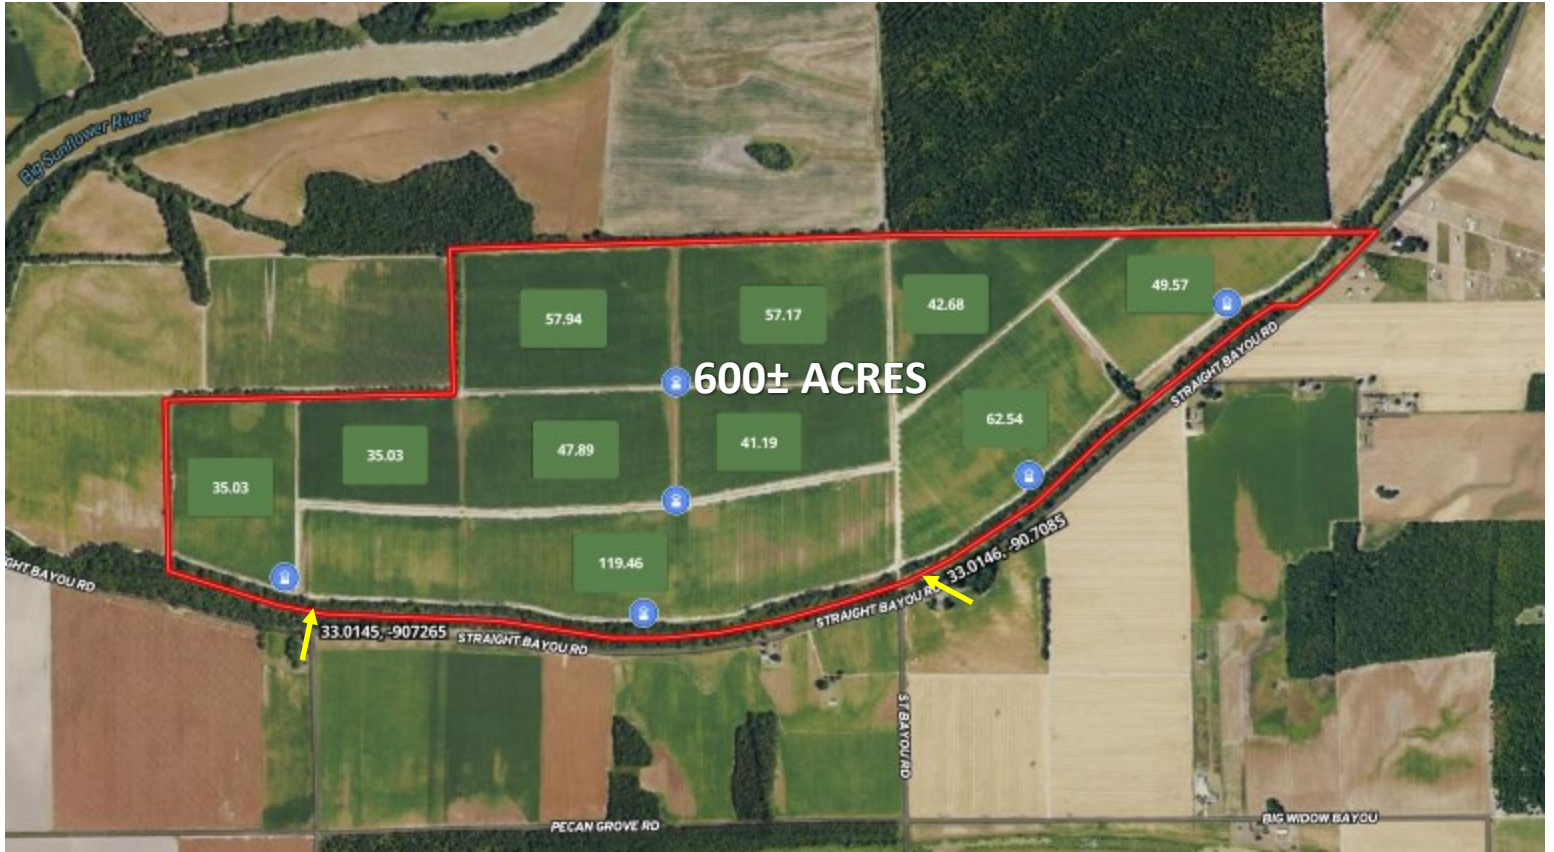 Big Sunflower River
49.57
42.68
57.17
57.94
600± ACRES
STRAIGHT BAYOU RD
62.54
41.19
47.89
35.03
35.03
33.0146, -90.7085
119.46
GHT BAYOU RD
STRAIGHT BAYOU RD
33.0145, -907265
STRAIGHT BAYOU RD
ST BAYOU RD
PECAN GROVE RD
BIG WIDOW BAYOU